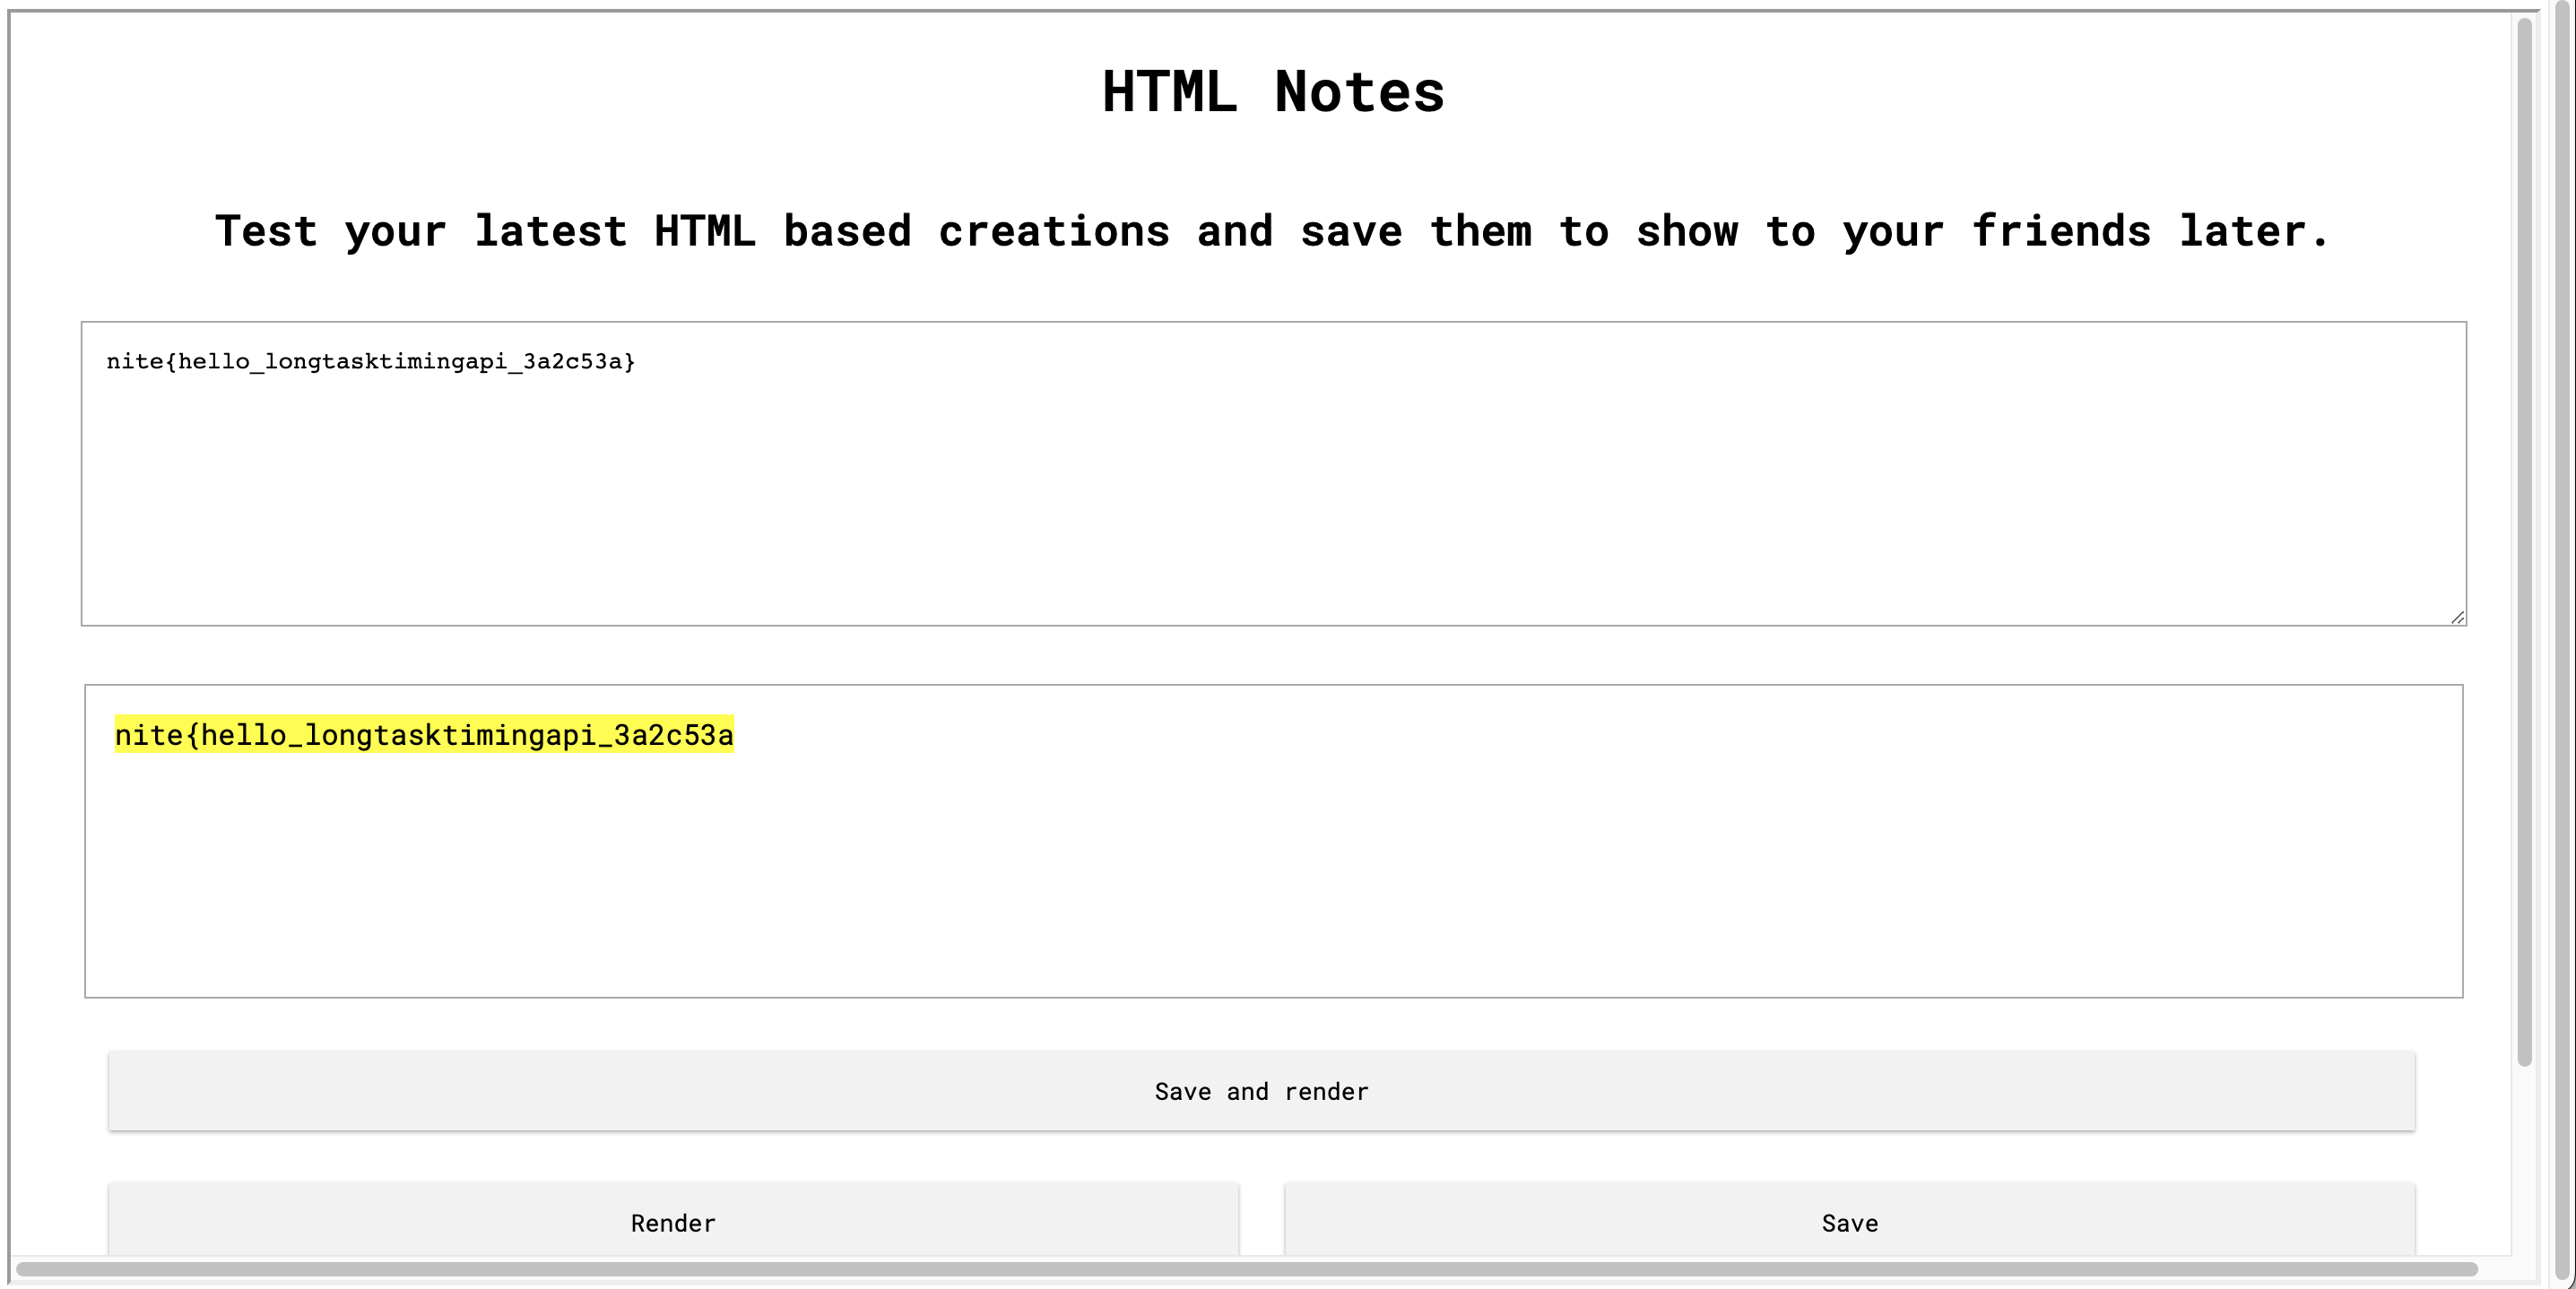 HTML Notes
Test your latest HTML based creations and save them to show to your friends later.
nite{hello_longtasktimingapi_3a2c53a}
nite{hello_longtasktimingapi_3a2c53a
Save and render
Render
Save